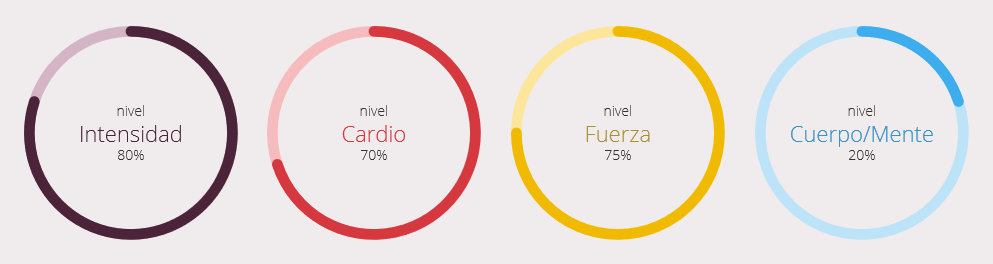 nivel
Intensidad
80%
nivel
Cardio
70%
nivel
Fuerza
75%
nivel
Cuerpo/Mente
20%